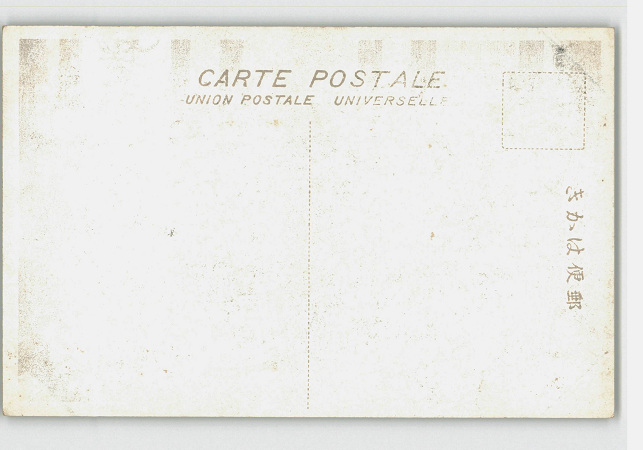 CARTE POSTALE
UNION POSTALE UNIVERSELLE
きかは便郵